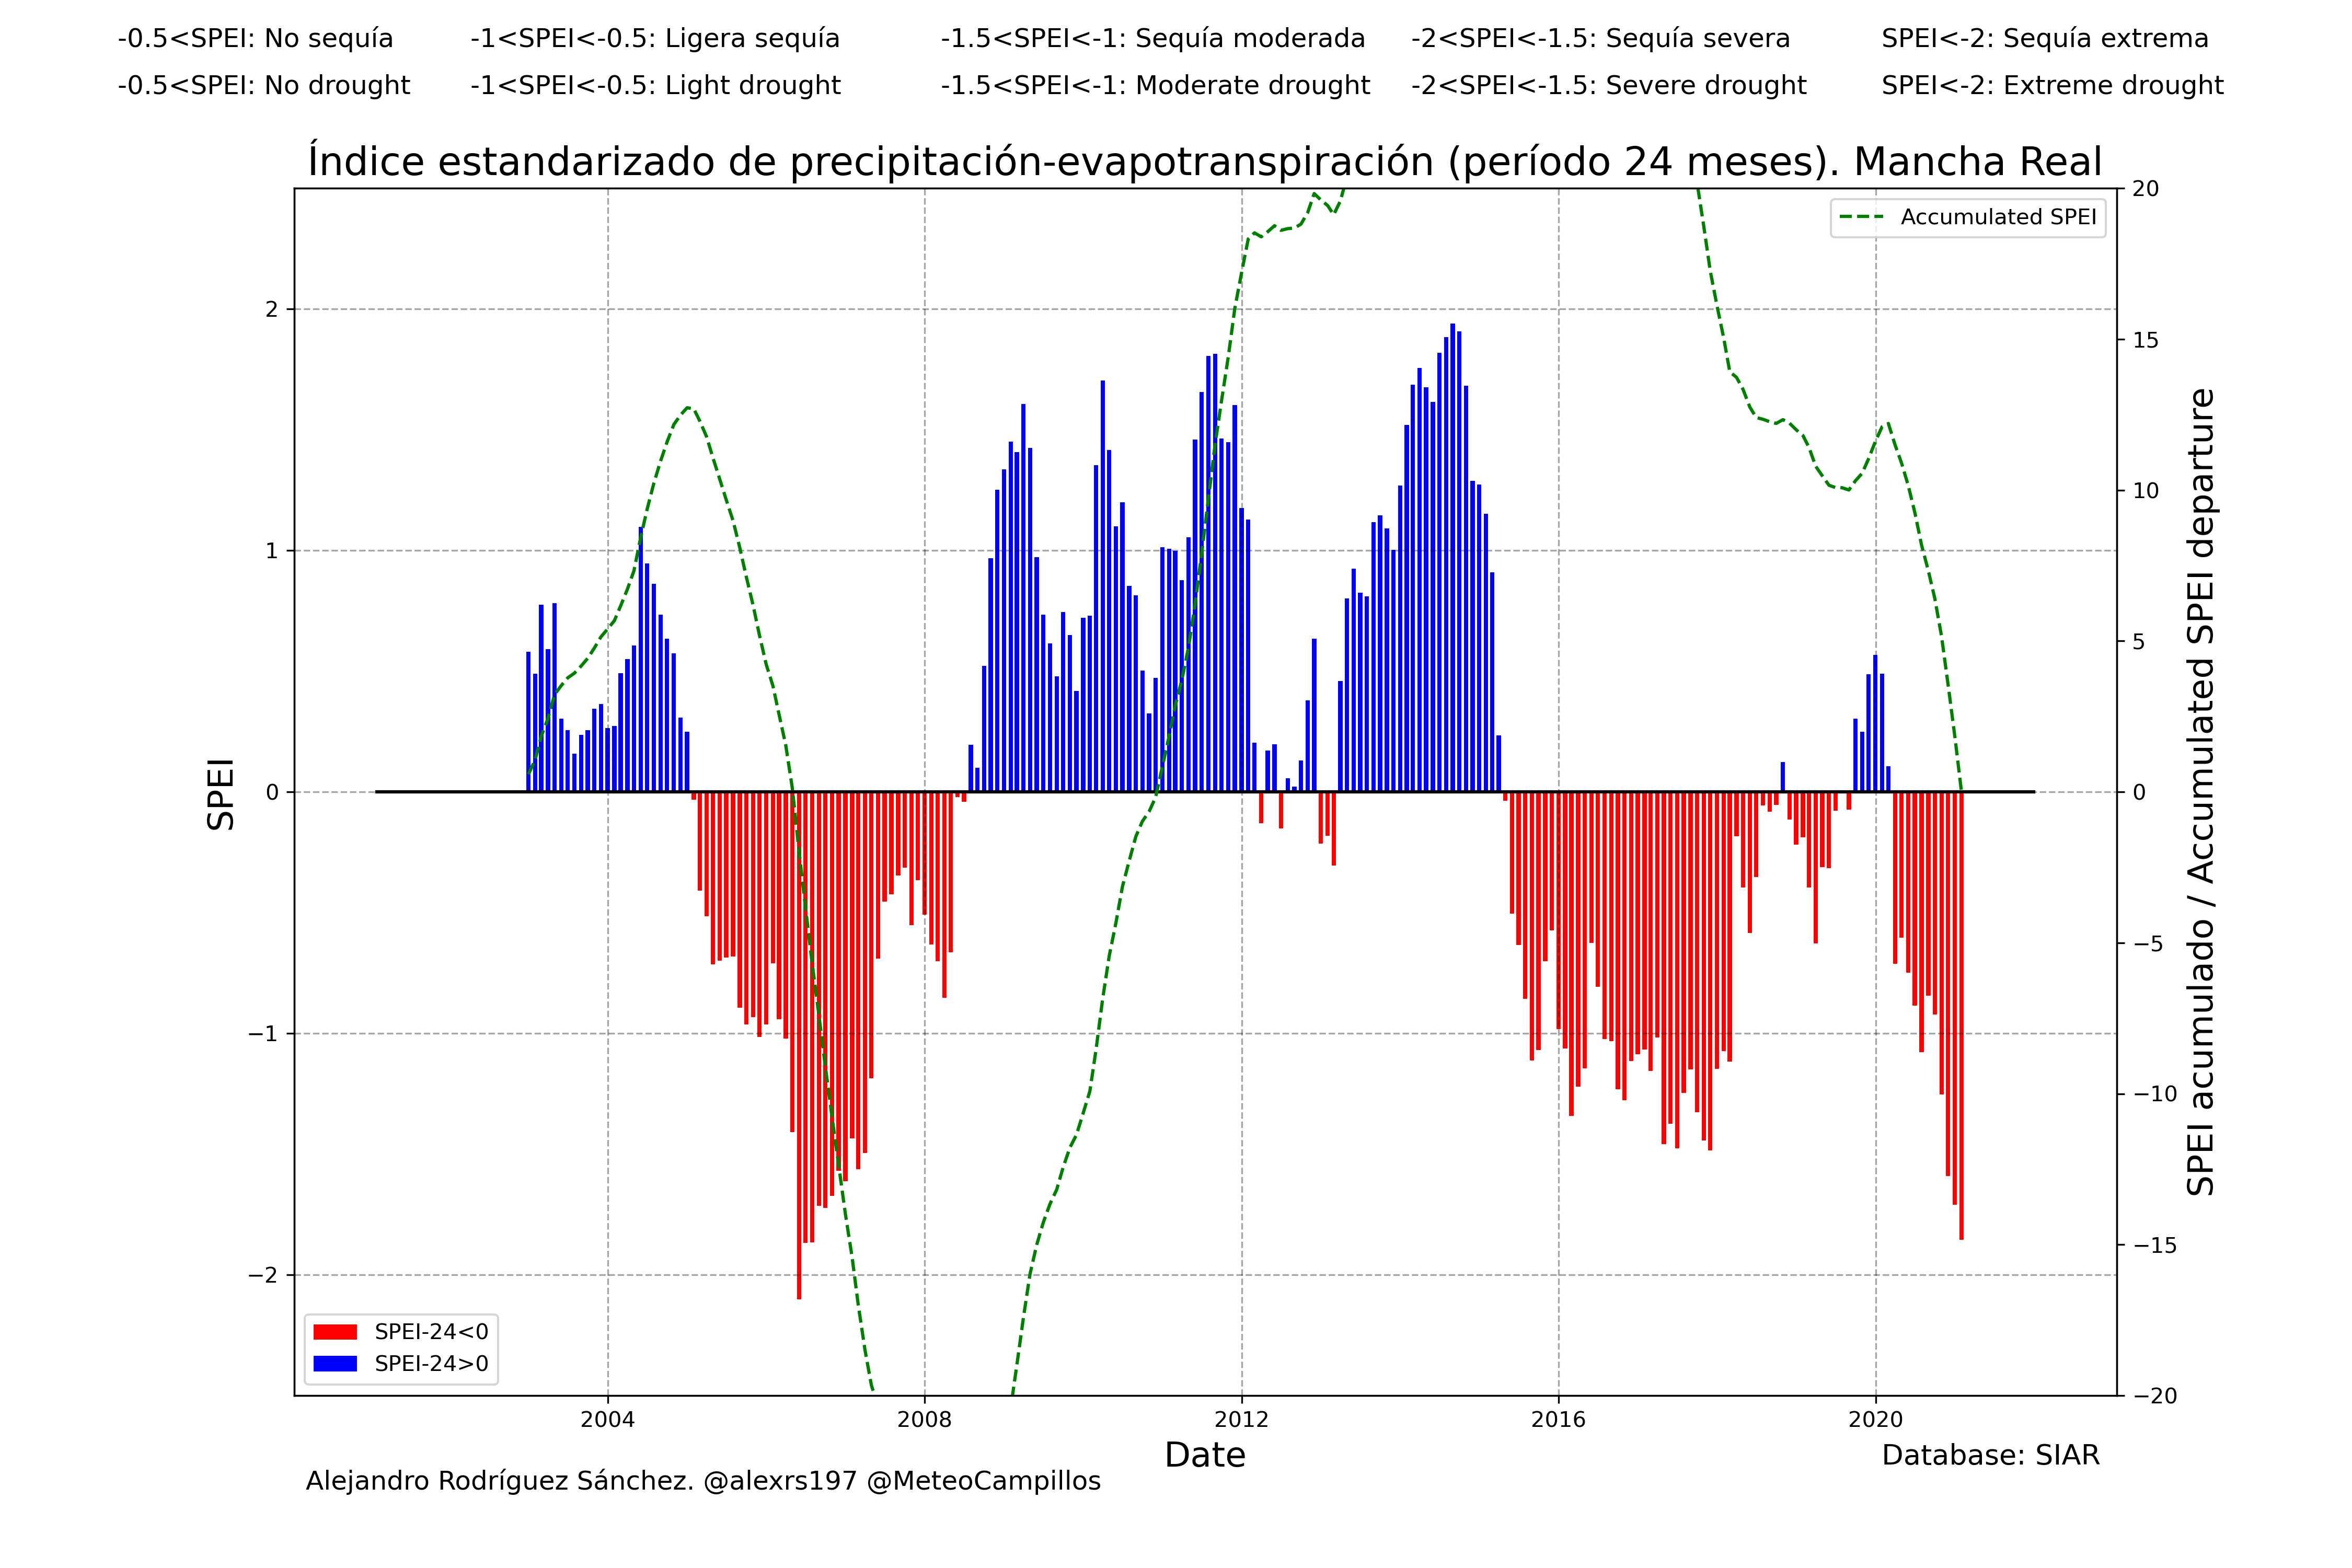 -0.5<SPEI: No sequía -1<SPEI<-0.5: Ligera sequía -1.5<SPEI<-1: Sequía moderada -2<SPEI<-1.5: Sequía severa SPEI<-2: Sequía extrema
-0.5<SPEI: No drought -1<SPEI<-0.5: Light drought -1.5<SPEI<-1: Moderate drought -2<SPEI<-1.5: Severe drought SPEI<-2: Extreme drought
Índice estandarizado de precipitación-evapotranspiración (período 24 meses). Mancha Real
SPEI
2
1
0
−1
−2
Accumulated SPEI
20
15
10
5
0
−5
−10
−15
−20
SPEI acumulado / Accumulated SPEI departure
SPEI-24<0
SPEI-24>0
2004 2008 2012 2016 2020
Date
Database: SIAR
Alejandro Rodríguez Sánchez. @alexrs197 @MeteoCampillos